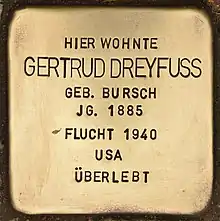 HIER WOHNTE
GERTRUD DREYFUSS
GEB. BURSCH
JG. 1885
FLUCHT 1940
USA
ÜBERLEBT